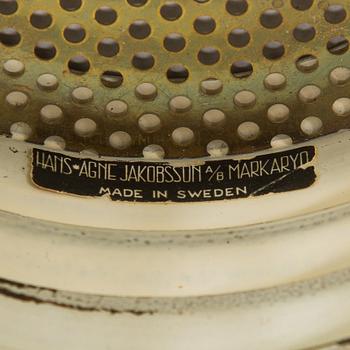 HANS★AGNE JAKOBSSON A/B MARKARYD
MADE IN SWEDEN